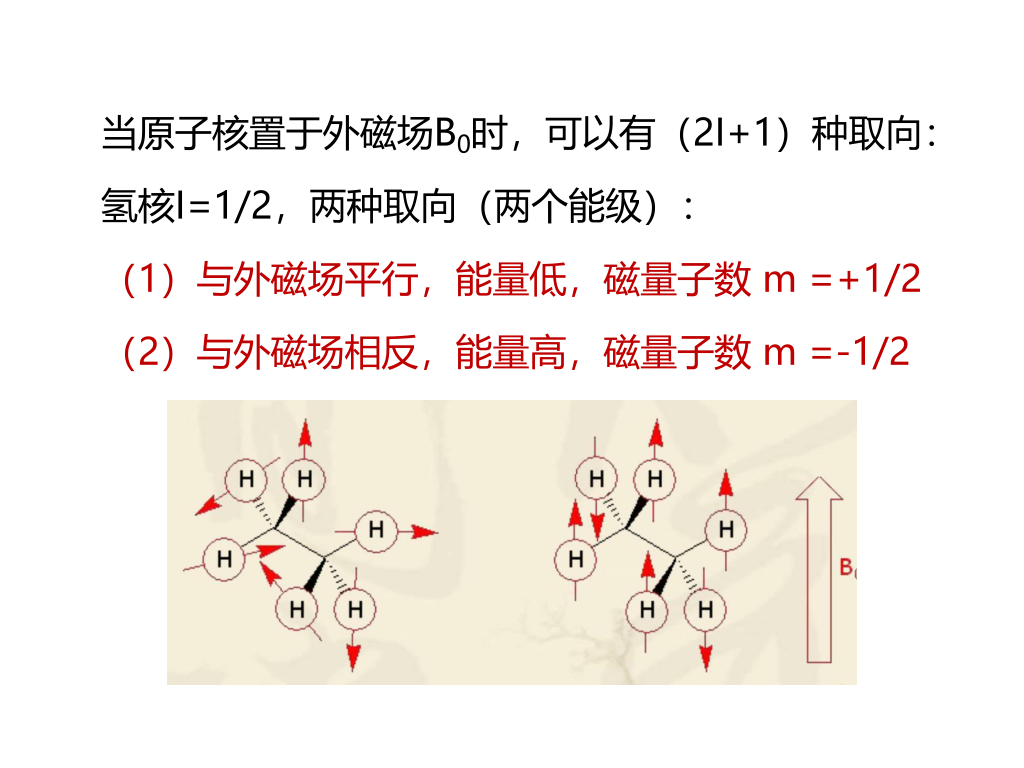 当原子核置于外磁场B₀时，可以有（2I+1）种取向：
氢核I=1/2，两种取向（两个能级）：
（1）与外磁场平行，能量低，磁量子数 m =+1/2
（2）与外磁场相反，能量高，磁量子数 m =-1/2
H H H H
H H
H H
B₀
H H
H H H H